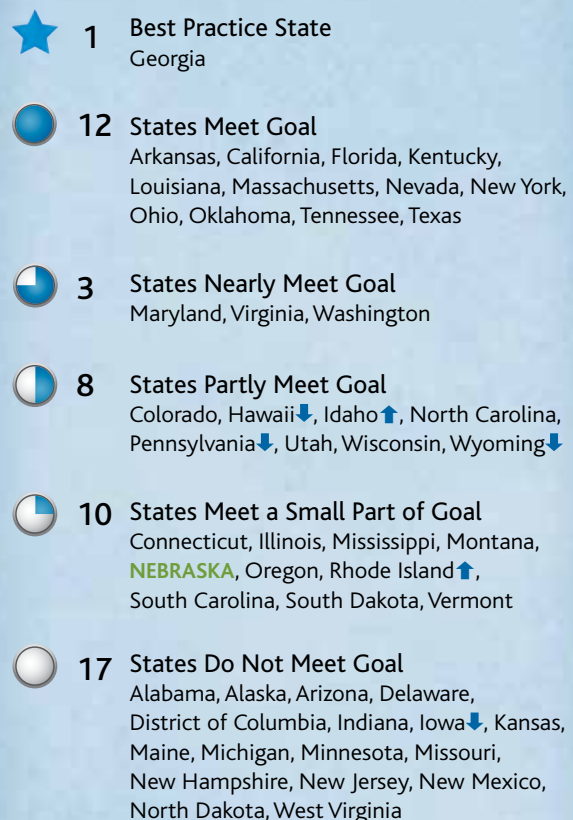 1 Best Practice State
Georgia
12 States Meet Goal
Arkansas, California, Florida, Kentucky,
Louisiana, Massachusetts, Nevada, New York,
Ohio, Oklahoma, Tennessee, Texas
3 States Nearly Meet Goal
Maryland, Virginia, Washington
8 States Partly Meet Goal
Colorado, Hawaii⬇, Idaho⬆, North Carolina,
Pennsylvania⬇, Utah, Wisconsin, Wyoming⬇
10 States Meet a Small Part of Goal
Connecticut, Illinois, Mississippi, Montana,
NEBRASKA, Oregon, Rhode Island⬆,
South Carolina, South Dakota, Vermont
17 States Do Not Meet Goal
Alabama, Alaska, Arizona, Delaware,
District of Columbia, Indiana, Iowa⬇, Kansas,
Maine, Michigan, Minnesota, Missouri,
New Hampshire, New Jersey, New Mexico,
North Dakota, West Virginia